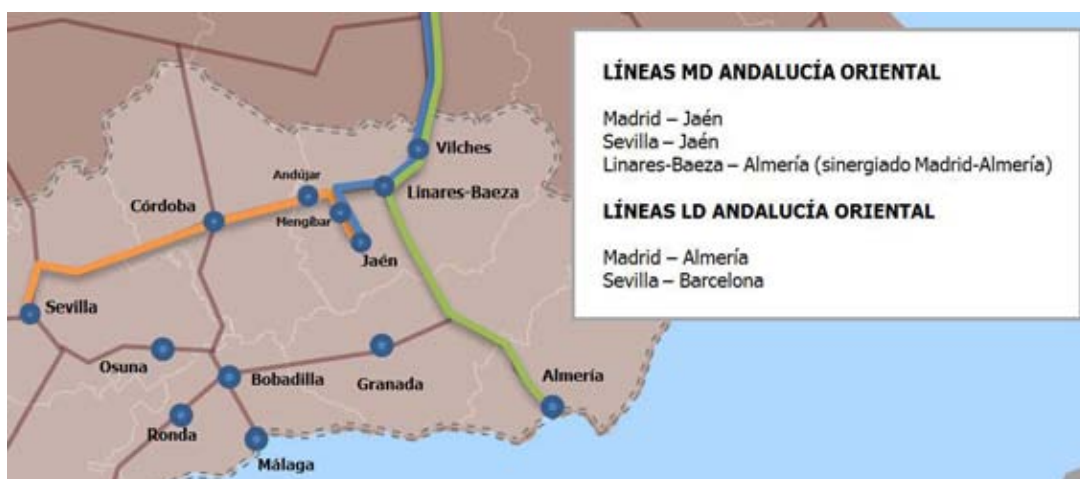 LÍNEAS MD ANDALUCÍA ORIENTAL
Madrid – Jaén
Sevilla – Jaén
Linares-Baeza – Almería (sinergiado Madrid-Almería)
LÍNEAS LD ANDALUCÍA ORIENTAL
Madrid – Almería
Sevilla – Barcelona
Vilches
Andújar
Linares-Baeza
Córdoba
Mengíbar
Jaén
Sevilla
Osuna
Bobadilla
Granada
Almería
Ronda
Málaga